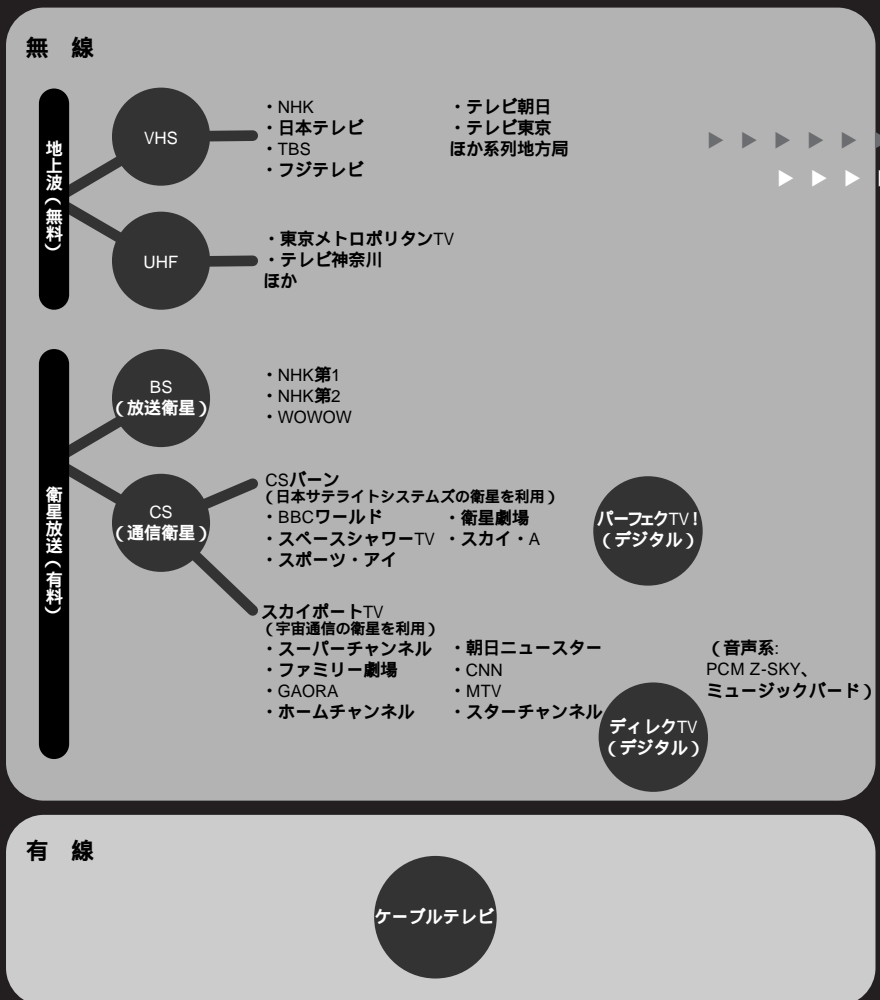 無 線
地上波(無料)
VHS
・NHK
・日本テレビ
・TBS
・フジテレビ
・テレビ朝日
・テレビ東京
ほか系列地方局
UHF
・東京メトロポリタンTV
・テレビ神奈川
ほか
衛星放送(有料)
BS
(放送衛星)
・NHK第1
・NHK第2
・WOWOW
CS
(通信衛星)
CSバーン
(日本サテライトシステムズの衛星を利用)
・BBCワールド
・スペースシャワーTV
・スポーツ・アイ
・衛星劇場
・スカイ・A
パーフェクTV!
(デジタル)
スカイポートTV
(宇宙通信の衛星を利用)
・スーパーチャンネル
・ファミリー劇場
・GAORA
・ホームチャンネル
・朝日ニュースター
・CNN
・MTV
・スターチャンネル
(音声系:
PCM Z-SKY、
ミュージックバード)
ディレクTV
(デジタル)
有 線
ケーブルテレビ